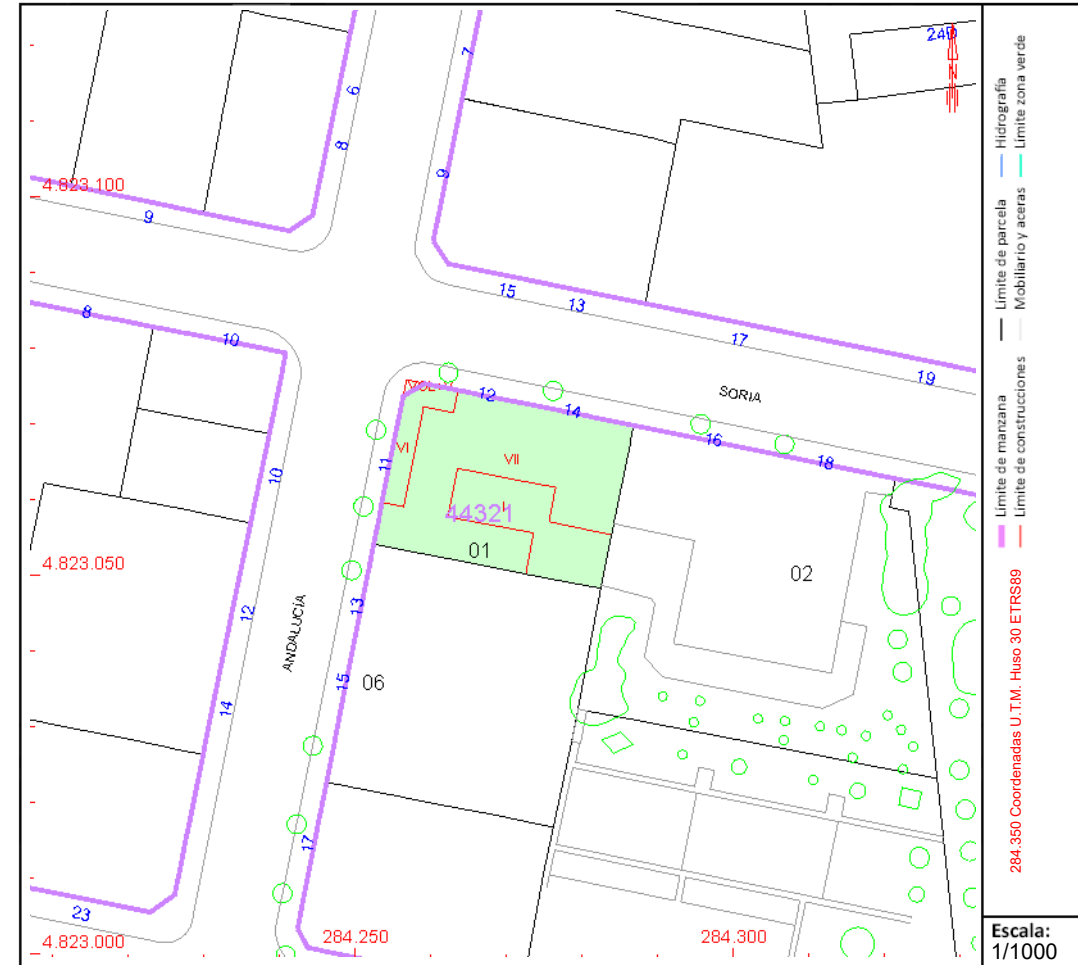 24D
N
7
6
8
9
4.823.100
9
15
13
17
19
8
10
SORIA
12
14
16
18
VI
VII
11
10
I
44321
01
02
4.823.050
ANDALUCÍA
12
13
06
15
14
17
23
4.823.000
284.250
284.300
Límite de manzana
Límite de construcciones
Límite de parcela
Mobiliario y aceras
Hidrografía
Límite zona verde
284.350 Coordenadas U.T.M. Huso 30 ETRS89
Escala:
1/1000